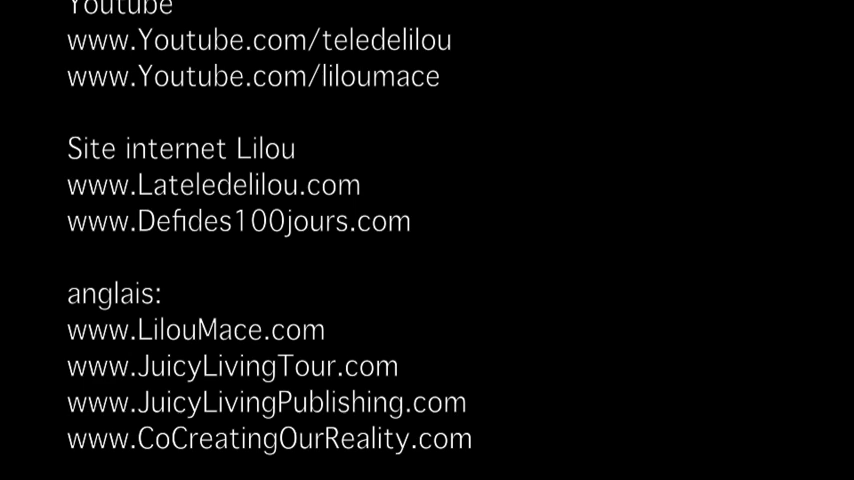 Youtube
www.Youtube.com/teledelilou
www.Youtube.com/liloumace
Site internet Lilou
www.Lateledelilou.com
www.Defides100jours.com
anglais:
www.LilouMace.com
www.JuicyLivingTour.com
www.JuicyLivingPublishing.com
www.CoCreatingOurReality.com